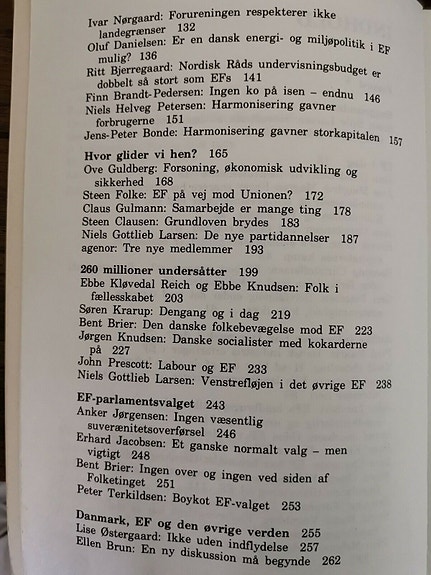 Ivar Nørgaard: Forureningen respekterer ikke
landegrænser 132
Oluf Danielsen: Er en dansk energi- og miljøpolitik i EF
mulig? 136
Ritt Bjerregaard: Nordisk Råds undervisningsbudget er
dobbelt så stort som EFs 141
Finn Brandt-Pedersen: Ingen ko på isen – endnu 146
Niels Helveg Petersen: Harmonisering gavner
forbrugerne 151
Jens-Peter Bonde: Harmonisering gavner storkapitalen 157
Hvor glider vi hen? 165
Ove Guldberg: Forsoning, økonomisk udvikling og
sikkerhed 168
Steen Folke: EF på vej mod Unionen? 172
Claus Gulmann: Samarbejde er mange ting 178
Steen Clausen: Grundloven brydes 183
Niels Gottlieb Larsen: De nye partidannelser 187
agenor: Tre nye medlemmer 193
260 millioner undersåtter 199
Ebbe Kløvedal Reich og Ebbe Knudsen: Folk i
fællesskabet 203
Søren Krarup: Dengang og i dag 219
Bent Brier: Den danske folkebevægelse mod EF 223
Jørgen Knudsen: Danske socialister med kokarderne
på 227
John Prescott: Labour og EF 233
Niels Gottlieb Larsen: Venstrefløjen i det øvrige EF 238
EF-parlamentsvalget 243
Anker Jørgensen: Ingen væsentlig
suverænitetsoverførsel 246
Erhard Jacobsen: Et ganske normalt valg – men
vigtigt 248
Bent Brier: Ingen over og ingen ved siden af
Folketinget 251
Peter Terkildsen: Boykot EF-valget 253
Danmark, EF og den øvrige verden 255
Lise Østergaard: Ikke uden indflydelse 257
Ellen Brun: En ny diskussion må begynde 262